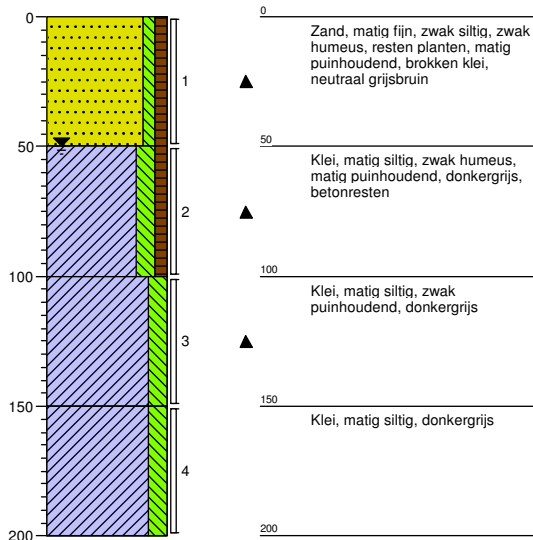 0
0
Zand, matig fijn, zwak siltig, zwak
humeus, resten planten, matig
puinhoudend, brokken klei,
neutraal grijsbruin
1
50
50
Klei, matig siltig, zwak humeus,
matig puinhoudend, donkergrijs,
betonresten
2
100
100
Klei, matig siltig, zwak
puinhoudend, donkergrijs
3
150
150
Klei, matig siltig, donkergrijs
4
200
200